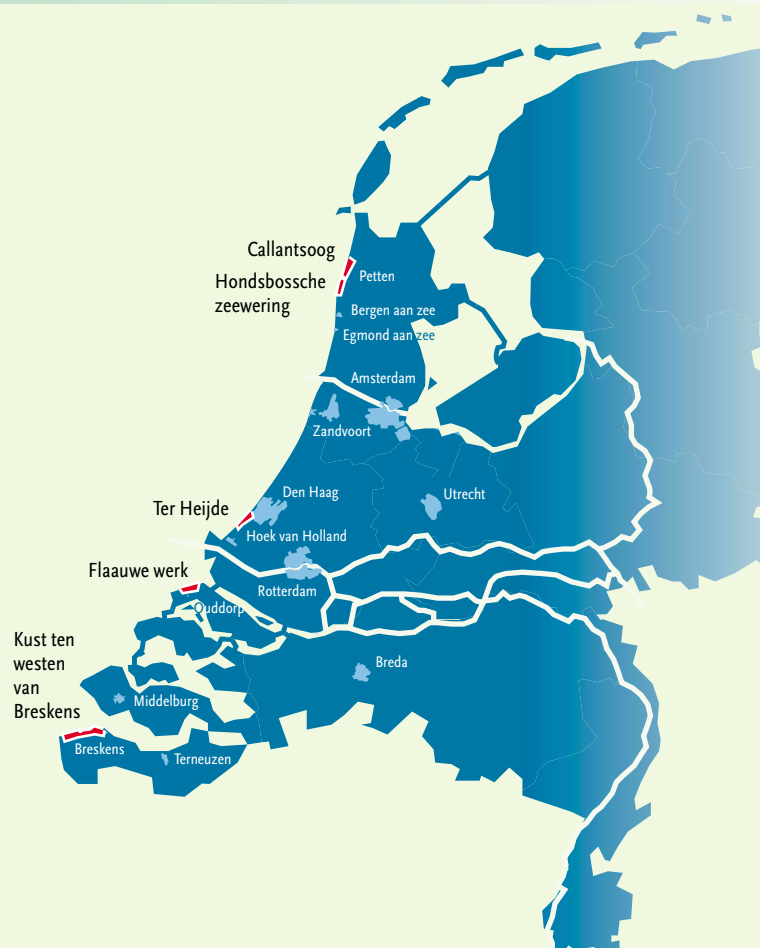 Callantsoog
Hondsbossche
zeewering
Petten
Bergen aan zee
Egmond aan zee
Amsterdam
Zandvoort
Den Haag
Utrecht
Ter Heijde
Hoek van Holland
Flaauwe werk
Rotterdam
Ouddorp
Kust ten
westen
van
Breskens
Breda
Middelburg
Breskens
Terneuzen